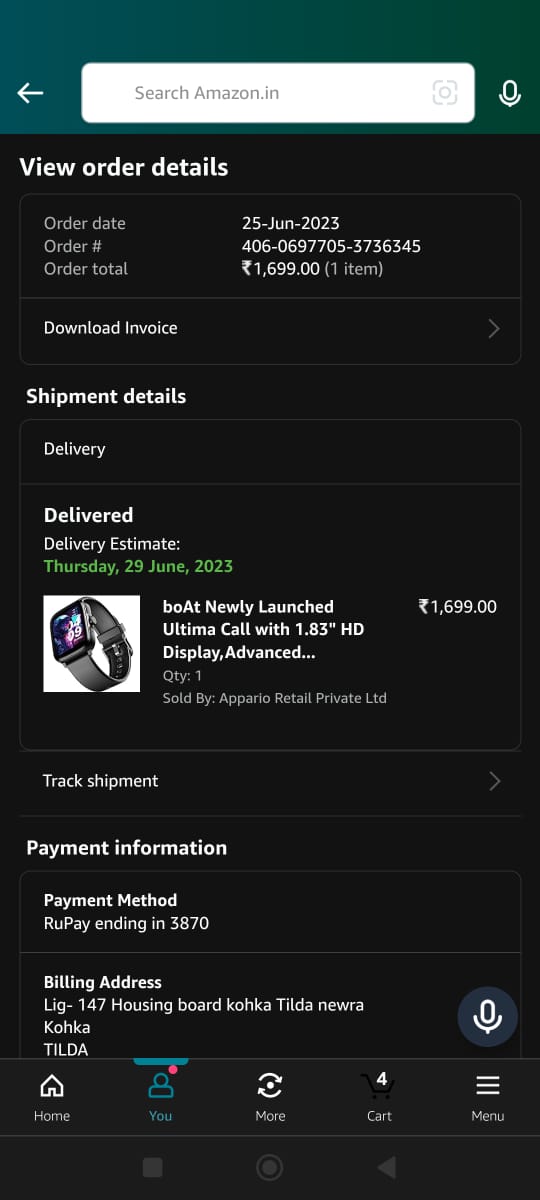 Search Amazon.in
View order details
Order date 25-Jun-2023
Order # 406-0697705-3736345
Order total ₹1,699.00 (1 item)
Download Invoice
Shipment details
Delivery
Delivered
Delivery Estimate:
Thursday, 29 June, 2023
boAt Newly Launched ₹1,699.00
Ultima Call with 1.83" HD
Display,Advanced...
Qty: 1
Sold By: Appario Retail Private Ltd
Track shipment
Payment information
Payment Method
RuPay ending in 3870
Billing Address
Lig- 147 Housing board kohka Tilda newra
Kohka
TILDA
4
Home You More Cart Menu